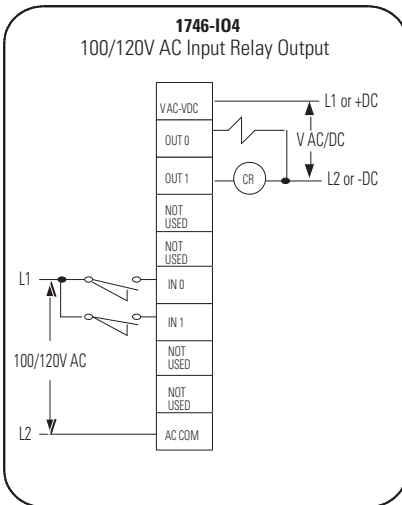 1746-IO4
100/120V AC Input Relay Output
VAC-VDC
L1 or +DC
OUT 0
V AC/DC
OUT 1
CR
L2 or -DC
NOT
USED
NOT
USED
L1
IN 0
IN 1
100/120V AC
NOT
USED
NOT
USED
L2
AC COM